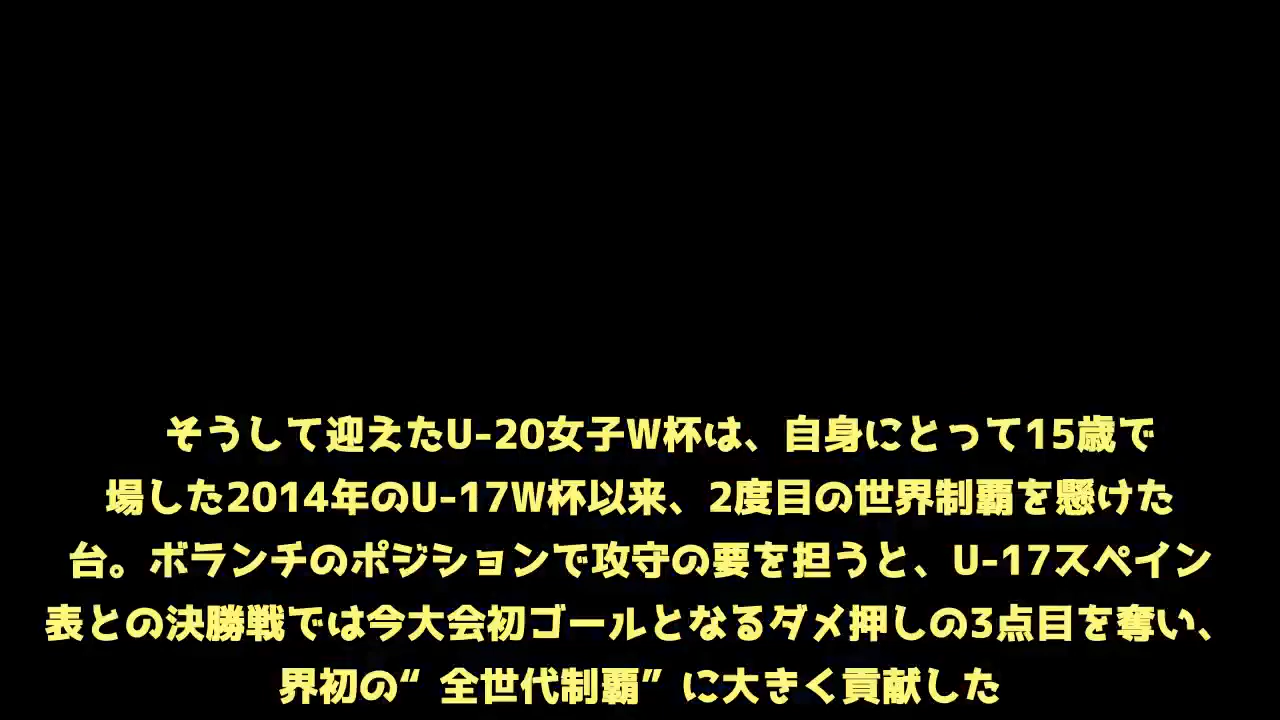 そうして迎えたU-20女子W杯は、自身にとって15歳で
場した2014年のU-17W杯以来、2度目の世界制覇を懸けた
台。ボランチのポジションで攻守の要を担うと、U-17スペイン
表との決勝戦では今大会初ゴールとなるダメ押しの3点目を奪い、
界初の“全世代制覇”に大きく貢献した